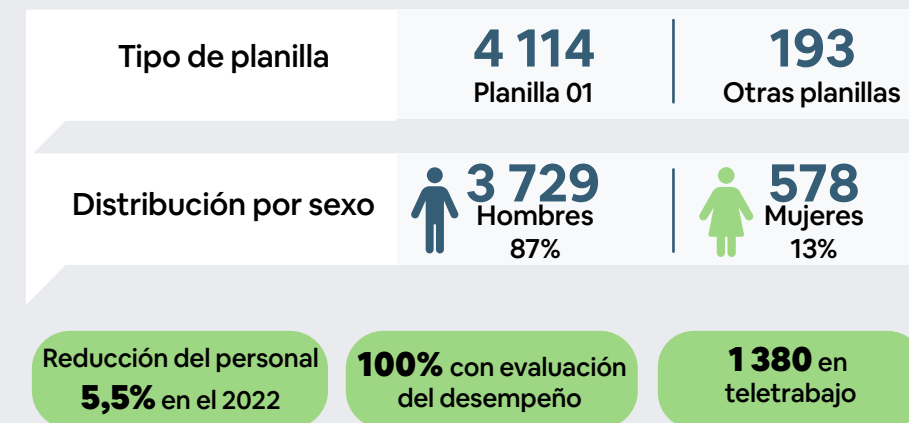 Tipo de planilla
4 114
Planilla 01
193
Otras planillas
Distribución por sexo
3 729
Hombres
87%
578
Mujeres
13%
Reducción del personal
5,5% en el 2022
100% con evaluación
del desempeño
1 380 en
teletrabajo